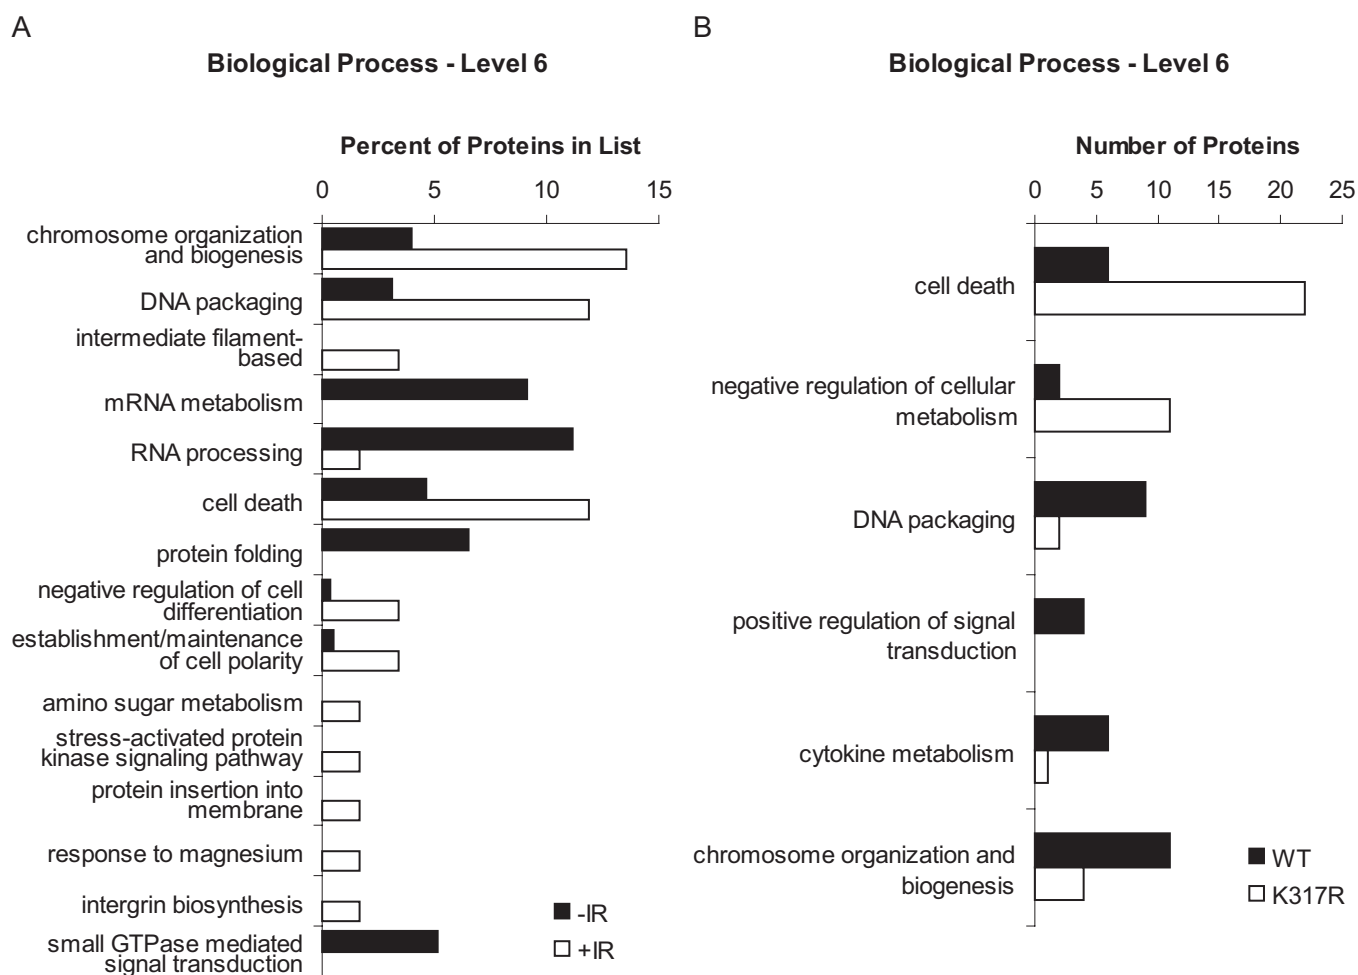 A
Biological Process - Level 6
Percent of Proteins in List
0 5 10 15
chromosome organization
and biogenesis
DNA packaging
intermediate filament-
based
mRNA metabolism
RNA processing
cell death
protein folding
negative regulation of cell
differentiation
establishment/maintenance
of cell polarity
amino sugar metabolism
stress-activated protein
kinase signaling pathway
protein insertion into
membrane
response to magnesium
intergrin biosynthesis
small GTPase mediated
signal transduction
-IR
+IR
B
Biological Process - Level 6
Number of Proteins
0 5 10 15 20 25
cell death
negative regulation of cellular
metabolism
DNA packaging
positive regulation of signal
transduction
cytokine metabolism
chromosome organization and
biogenesis
WT
K317R